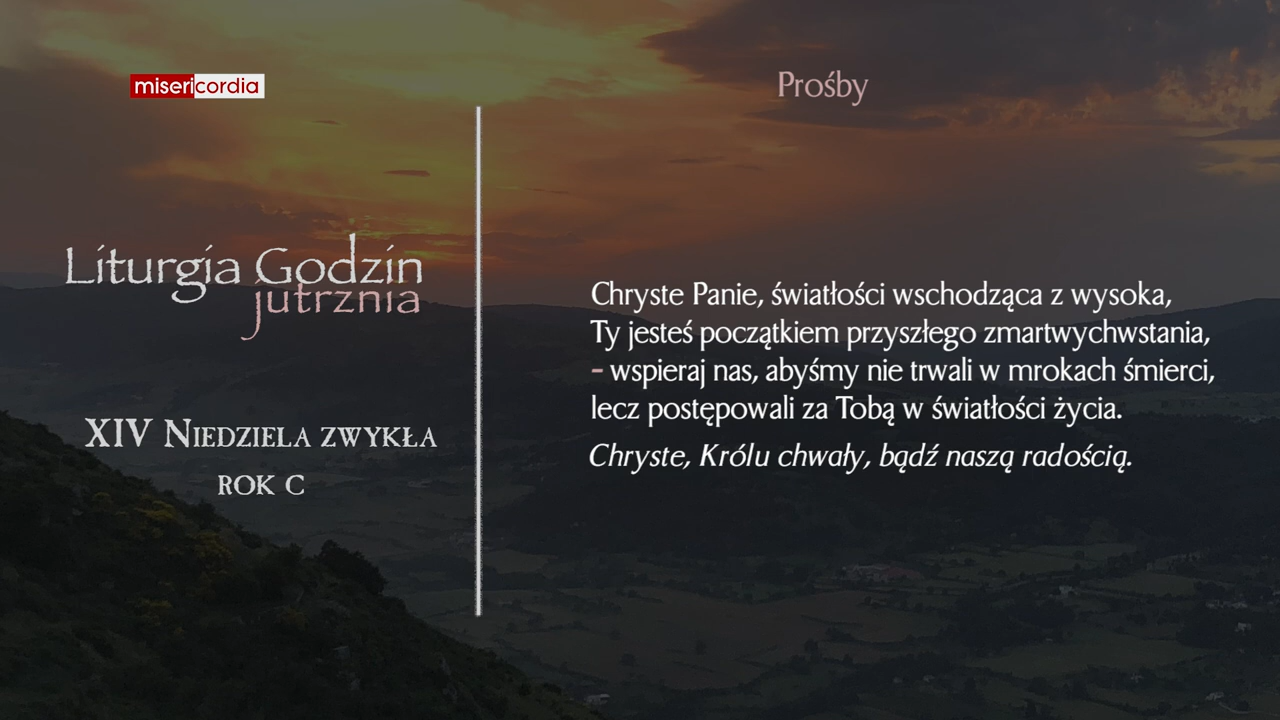 misericordia
Liturgia Godzin
jutrznia
XIV Niedziela zwykła
rok C
Prośby
Chryste Panie, światłości wschodząca z wysoka,
Ty jesteś początkiem przyszłego zmartwychwstania,
- wspieraj nas, abyśmy nie trwali w mrokach śmierci,
lecz postępowali za Tobą w światłości życia.
Chryste, Królu chwały, bądź naszą radością.